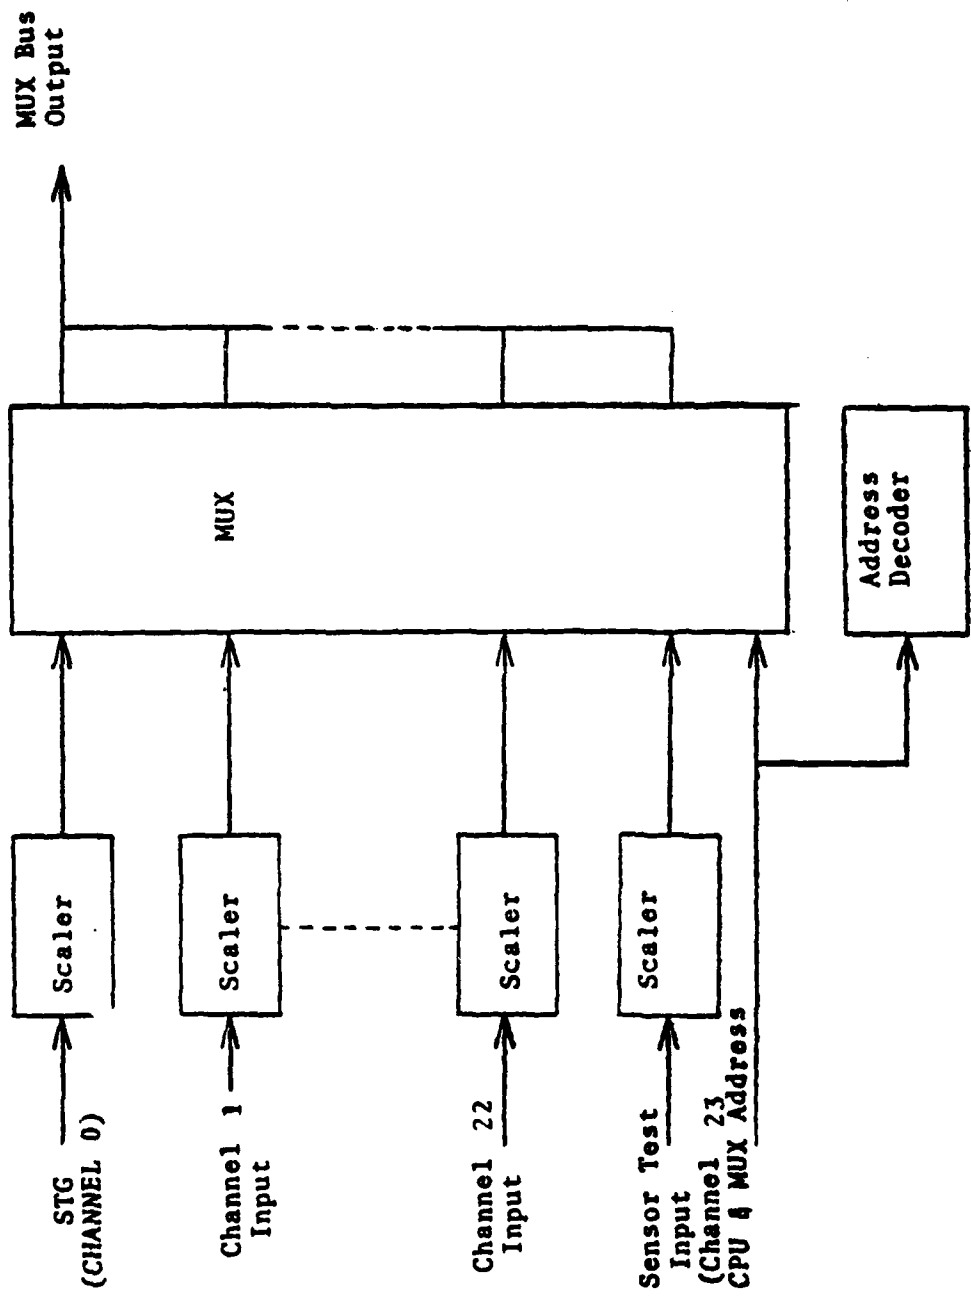 MUX Bus
Output
MUX
Address
Decoder
Scaler
Scaler
Scaler
Scaler
STG
(CHANNEL 0)
Channel 1
Input
Channel 22
Input
Sensor Test
Input
(Channel 23
CPU & MUX Address